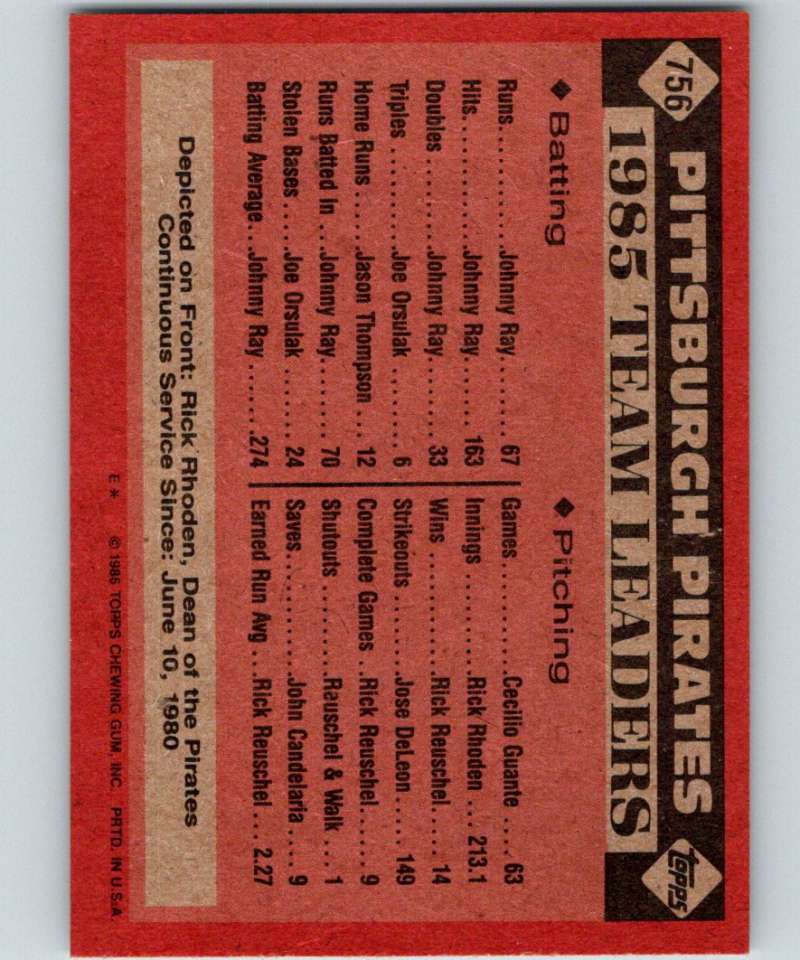 756
PITTSBURGH PIRATES
1985 TEAM LEADERS
TOPPS
◆ Batting
Runs........Johnny Ray........ 67
Hits.........Johnny Ray....... 163
Doubles......Johnny Ray........ 33
Triples........Joe Orsulak ....... 6
Home Runs ....Jason Thompson ... 12
Runs Batted In ...Johnny Ray........ 70
Stolen Bases ....Joe Orsulak ...... 24
Batting Average...Johnny Ray...... .274
◆ Pitching
Games...........Cecilio Guante .... 63
Innings..........Rick Rhoden ... 213.1
Wins............Rick Reuschel.... 14
Strikeouts ........Jose DeLeon .... 149
Complete Games ..Rick Reuschel..... 9
Shutouts .........Rauschel & Walk ... 1
Saves...........John Candelaria ... 9
Earned Run Avg. ..Rick Reuschel... 2.27
Depicted on Front: Rick Rhoden, Dean of the Pirates
Continuous Service Since: June 10, 1980
E* © 1986 TOPPS CHEWING GUM, INC. PRTD. IN U.S.A.